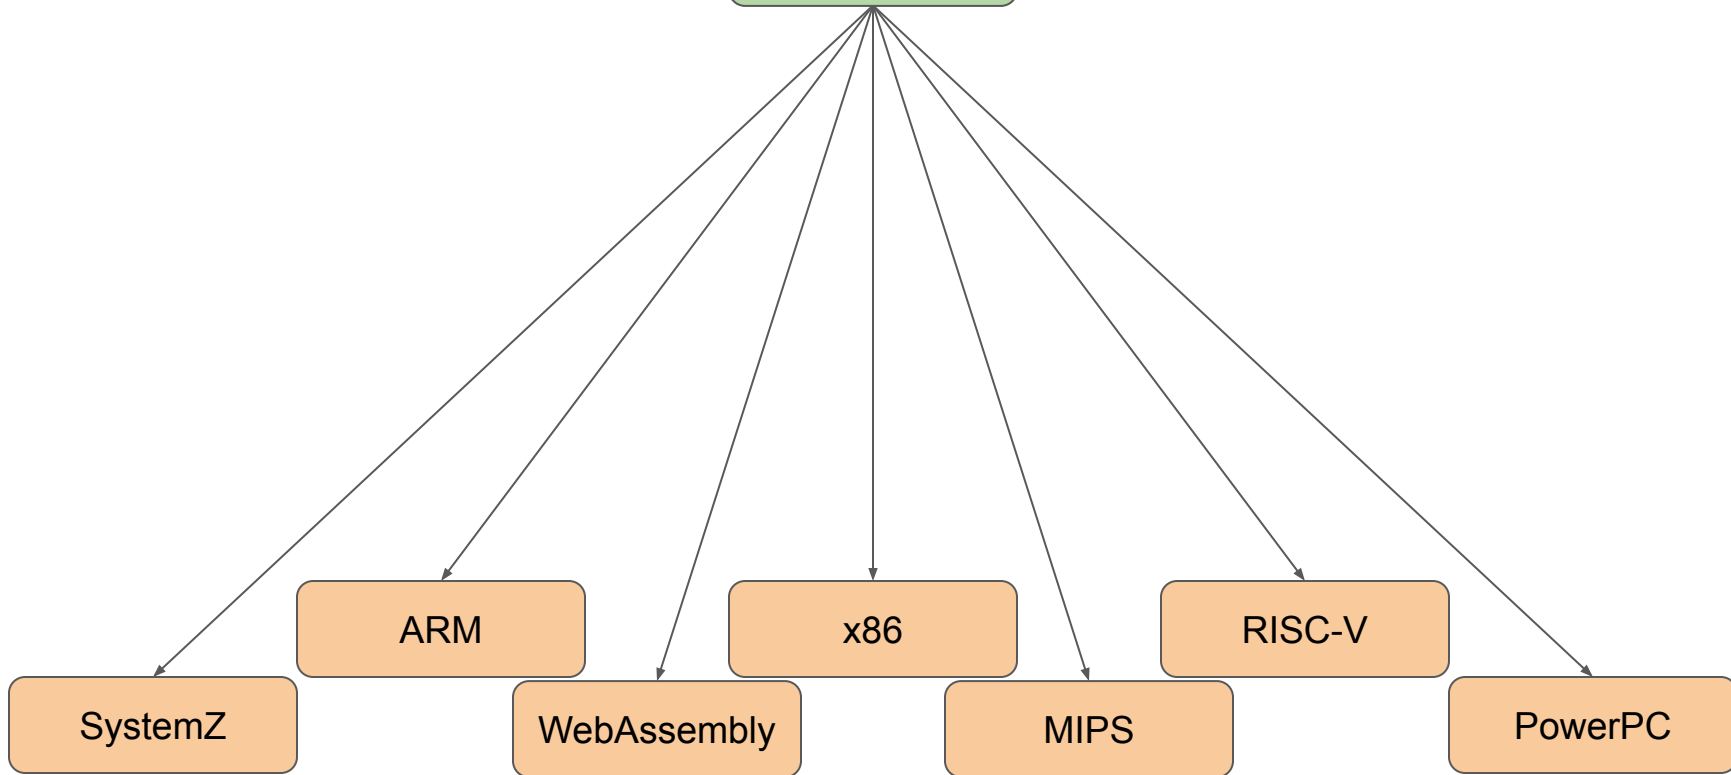 ARM
x86
RISC-V
SystemZ
WebAssembly
MIPS
PowerPC